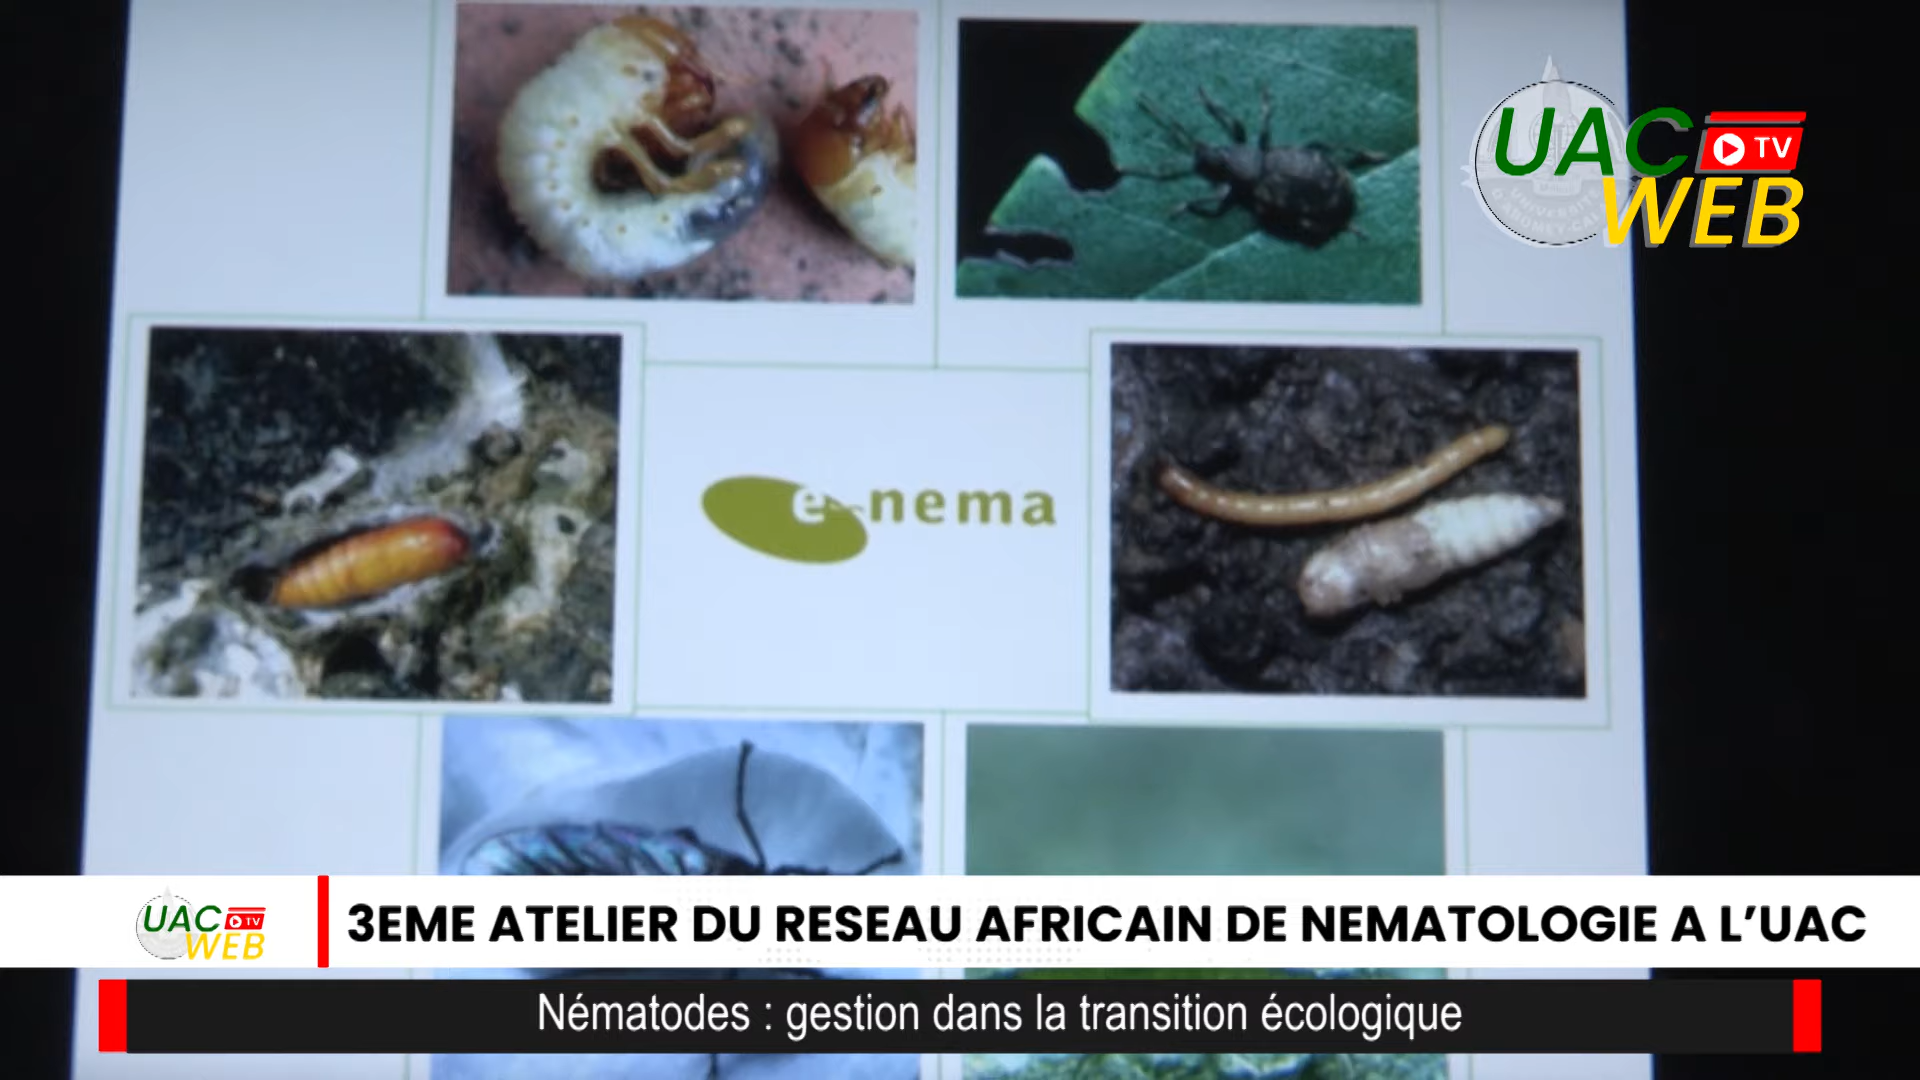 UAC
TV
WEB
UNIVERSITÉ
e-nema
UAC
TV
WEB
3EME ATELIER DU RESEAU AFRICAIN DE NEMATOLOGIE A L’UAC
Nématodes : gestion dans la transition écologique